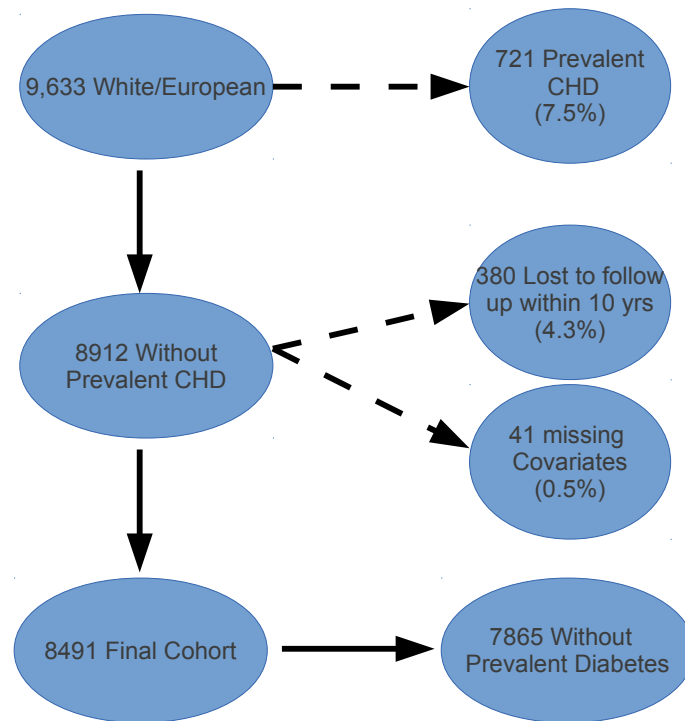 9,633 White/European
721 Prevalent
CHD
(7.5%)
8912 Without
Prevalent CHD
380 Lost to follow
up within 10 yrs
(4.3%)
41 missing
Covariates
(0.5%)
8491 Final Cohort
7865 Without
Prevalent Diabetes